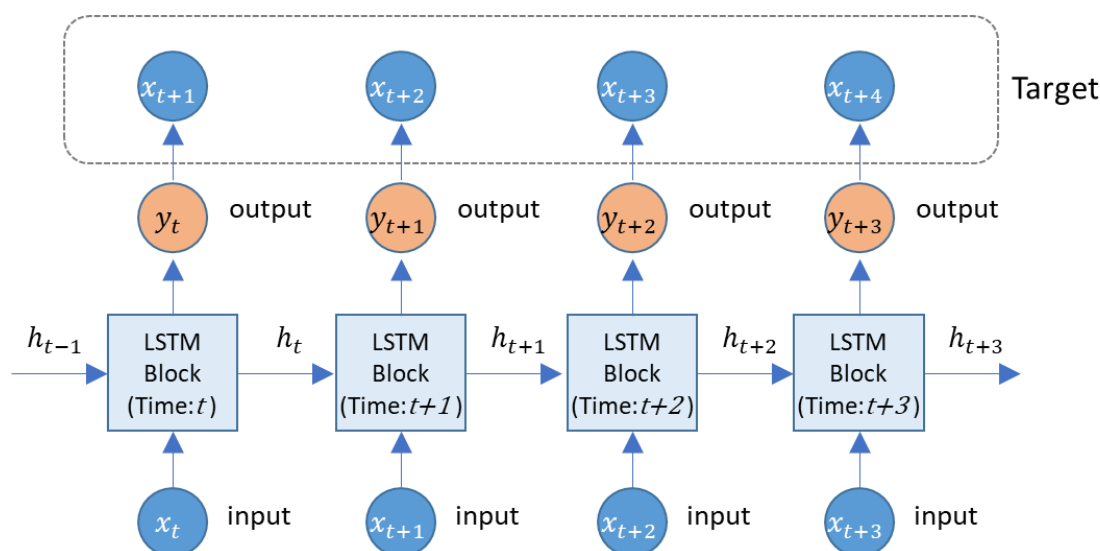 x_{t+1} x_{t+2} x_{t+3} x_{t+4} Target
y_t output y_{t+1} output y_{t+2} output y_{t+3} output
h_{t−1} h_t h_{t+1} h_{t+2} h_{t+3}
LSTM
Block
(Time: t)
LSTM
Block
(Time: t+1)
LSTM
Block
(Time: t+2)
LSTM
Block
(Time: t+3)
x_t input x_{t+1} input x_{t+2} input x_{t+3} input